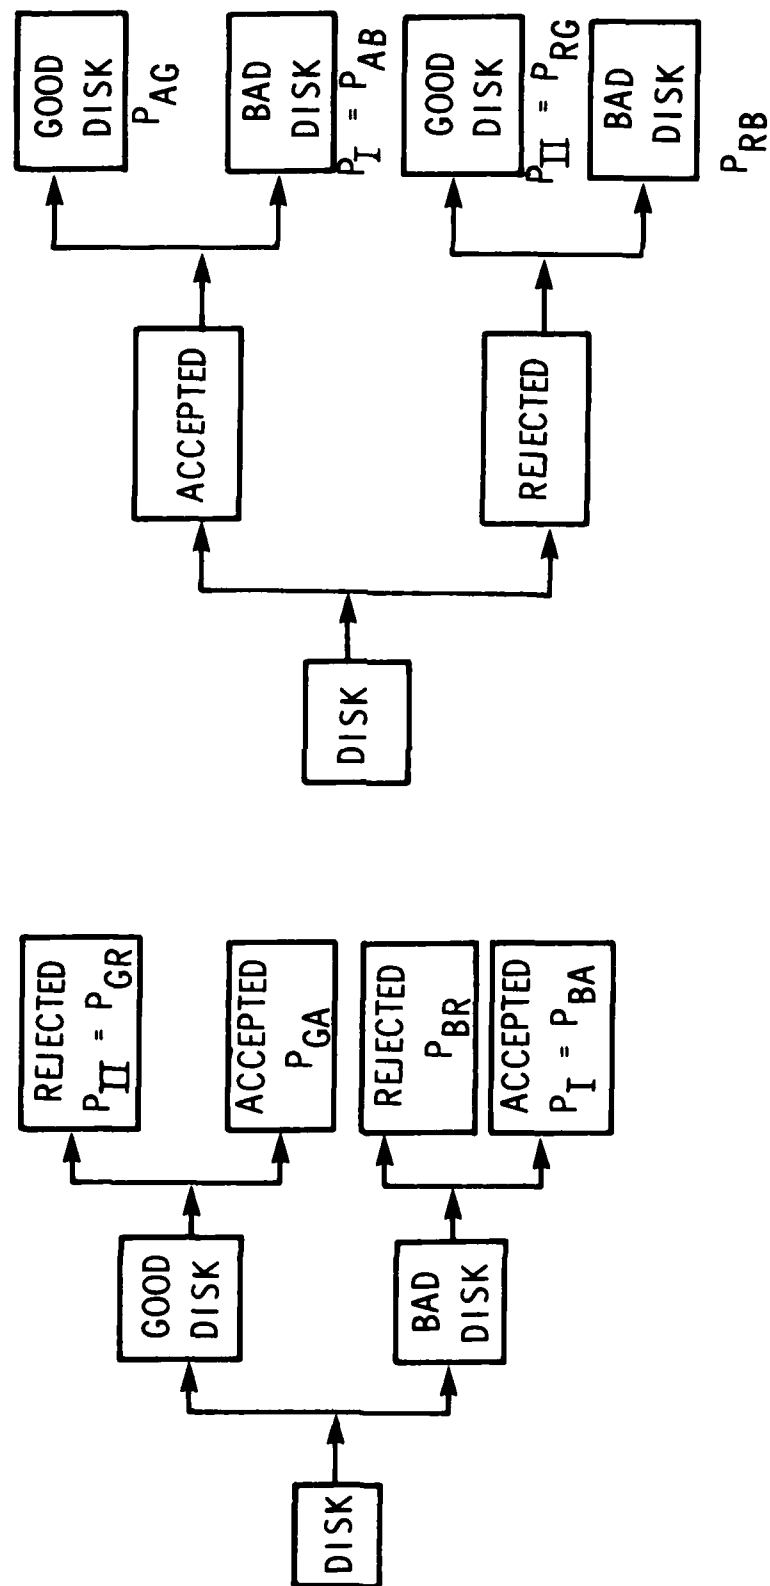 DISK
GOOD
DISK
BAD
DISK
REJECTED
P_II = P_GR
ACCEPTED
P_GA
REJECTED
P_BR
ACCEPTED
P_I = P_BA
DISK
ACCEPTED
REJECTED
GOOD
DISK
P_AG
BAD
DISK
P_I = P_AB
GOOD
DISK
P_II = P_RG
BAD
DISK
P_RB